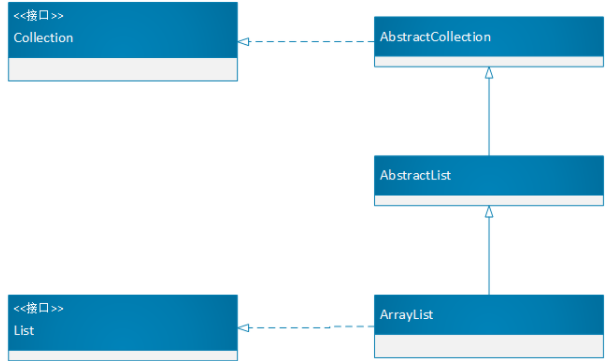 <<接口>>
Collection
AbstractCollection
AbstractList
<<接口>>
List
ArrayList